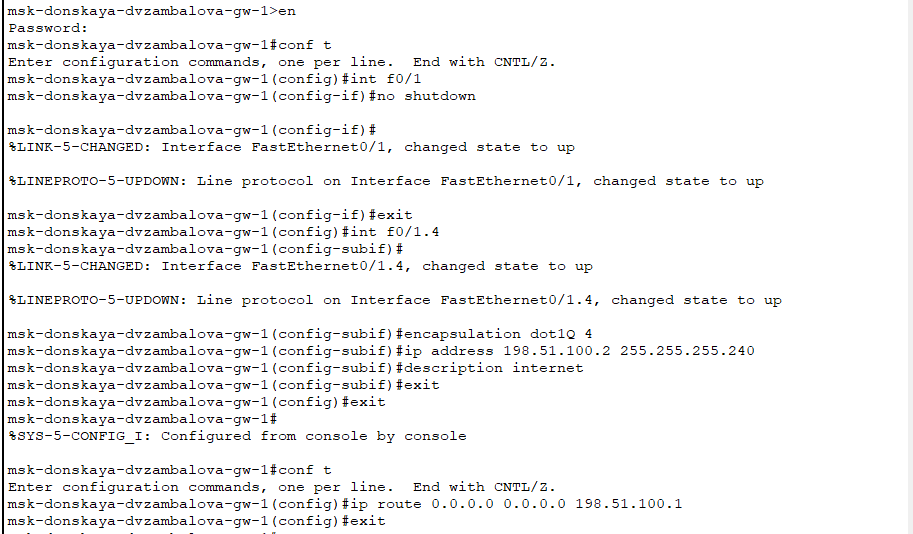 msk-donskaya-dvzambalova-gw-1>en
Password:
msk-donskaya-dvzambalova-gw-1#conf t
Enter configuration commands, one per line.  End with CNTL/Z.
msk-donskaya-dvzambalova-gw-1(config)#int f0/1
msk-donskaya-dvzambalova-gw-1(config-if)#no shutdown
msk-donskaya-dvzambalova-gw-1(config-if)#
%LINK-5-CHANGED: Interface FastEthernet0/1, changed state to up
%LINEPROTO-5-UPDOWN: Line protocol on Interface FastEthernet0/1, changed state to up
msk-donskaya-dvzambalova-gw-1(config-if)#exit
msk-donskaya-dvzambalova-gw-1(config)#int f0/1.4
msk-donskaya-dvzambalova-gw-1(config-subif)#
%LINK-5-CHANGED: Interface FastEthernet0/1.4, changed state to up
%LINEPROTO-5-UPDOWN: Line protocol on Interface FastEthernet0/1.4, changed state to up
msk-donskaya-dvzambalova-gw-1(config-subif)#encapsulation dot1Q 4
msk-donskaya-dvzambalova-gw-1(config-subif)#ip address 198.51.100.2 255.255.255.240
msk-donskaya-dvzambalova-gw-1(config-subif)#description internet
msk-donskaya-dvzambalova-gw-1(config-subif)#exit
msk-donskaya-dvzambalova-gw-1(config)#exit
msk-donskaya-dvzambalova-gw-1#
%SYS-5-CONFIG_I: Configured from console by console
msk-donskaya-dvzambalova-gw-1#conf t
Enter configuration commands, one per line.  End with CNTL/Z.
msk-donskaya-dvzambalova-gw-1(config)#ip route 0.0.0.0 0.0.0.0 198.51.100.1
msk-donskaya-dvzambalova-gw-1(config)#exit